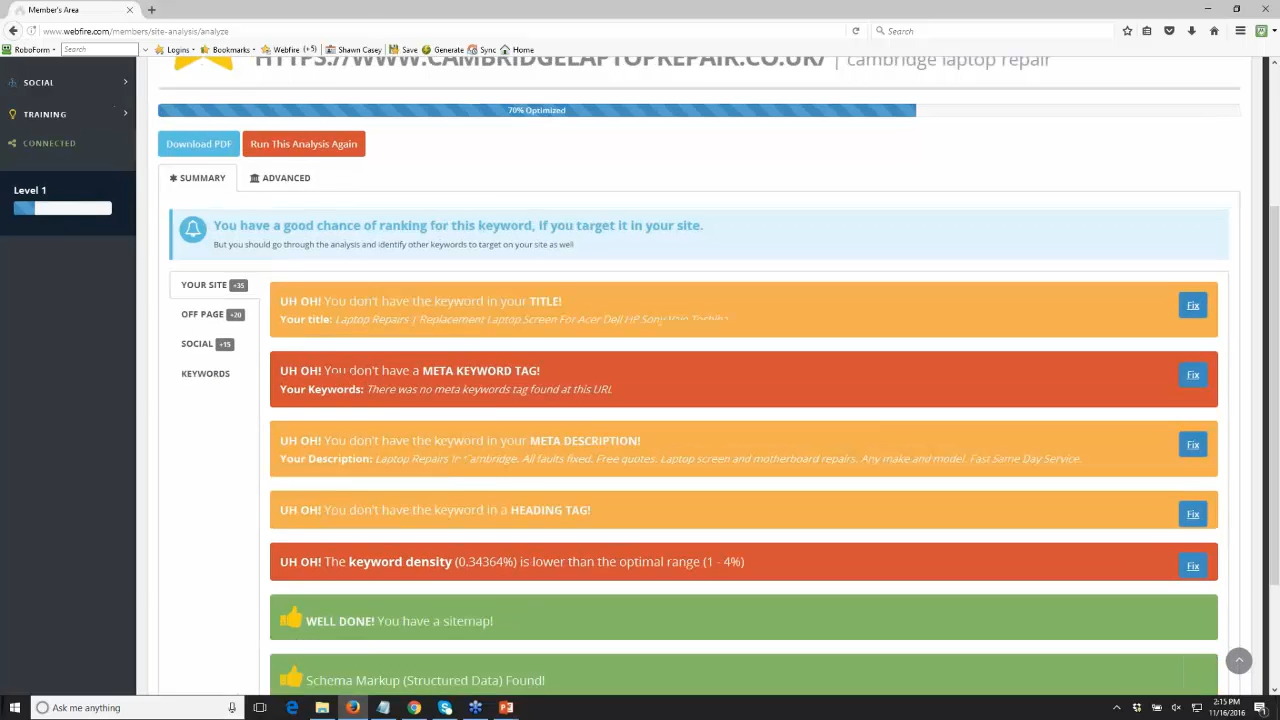 Member's Area
www.webfire.com/members/site-analysis/analyze
Search
RoboForm
Search
Logins
Bookmarks
Webfire (+5)
Shawn Casey
Save
Generate
Sync
Home
SOCIAL
TRAINING
CONNECTED
Level 1
HTTPS://WWW.CAMBRIDGELAPTOPREPAIR.CO.UK/ | cambridge laptop repair
70% Optimized
Download PDF
Run This Analysis Again
SUMMARY
ADVANCED
You have a good chance of ranking for this keyword, if you target it in your site.
But you should go through the analysis and identify other keywords to target on your site as well
YOUR SITE +35
OFF PAGE +20
SOCIAL +15
KEYWORDS
UH OH! You don't have the keyword in your TITLE!
Your title: Laptop Repairs | Replacement Laptop Screen For Acer Dell HP Sony Vaio Toshiba
Fix
UH OH! You don't have a META KEYWORD TAG!
Your Keywords: There was no meta keywords tag found at this URL
Fix
UH OH! You don't have the keyword in your META DESCRIPTION!
Your Description: Laptop Repairs in Cambridge. All faults fixed. Free quotes. Laptop screen and motherboard repairs. Any make and model. Fast Same Day Service.
Fix
UH OH! You don't have the keyword in a HEADING TAG!
Fix
UH OH! The keyword density (0.34364%) is lower than the optimal range (1 - 4%)
Fix
WELL DONE! You have a sitemap!
Schema Markup (Structured Data) Found!
Ask me anything
2:15 PM
11/16/2016